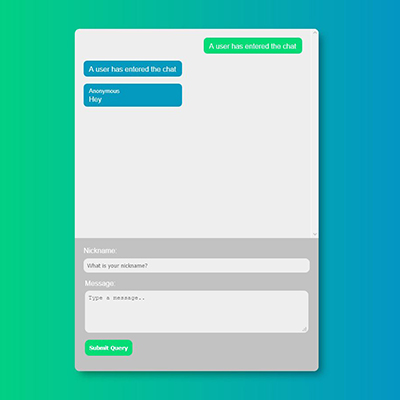 A user has entered the chat
A user has entered the chat
Anonymous
Hey
Nickname:
What is your nickname?
Message:
Type a message..
Submit Query